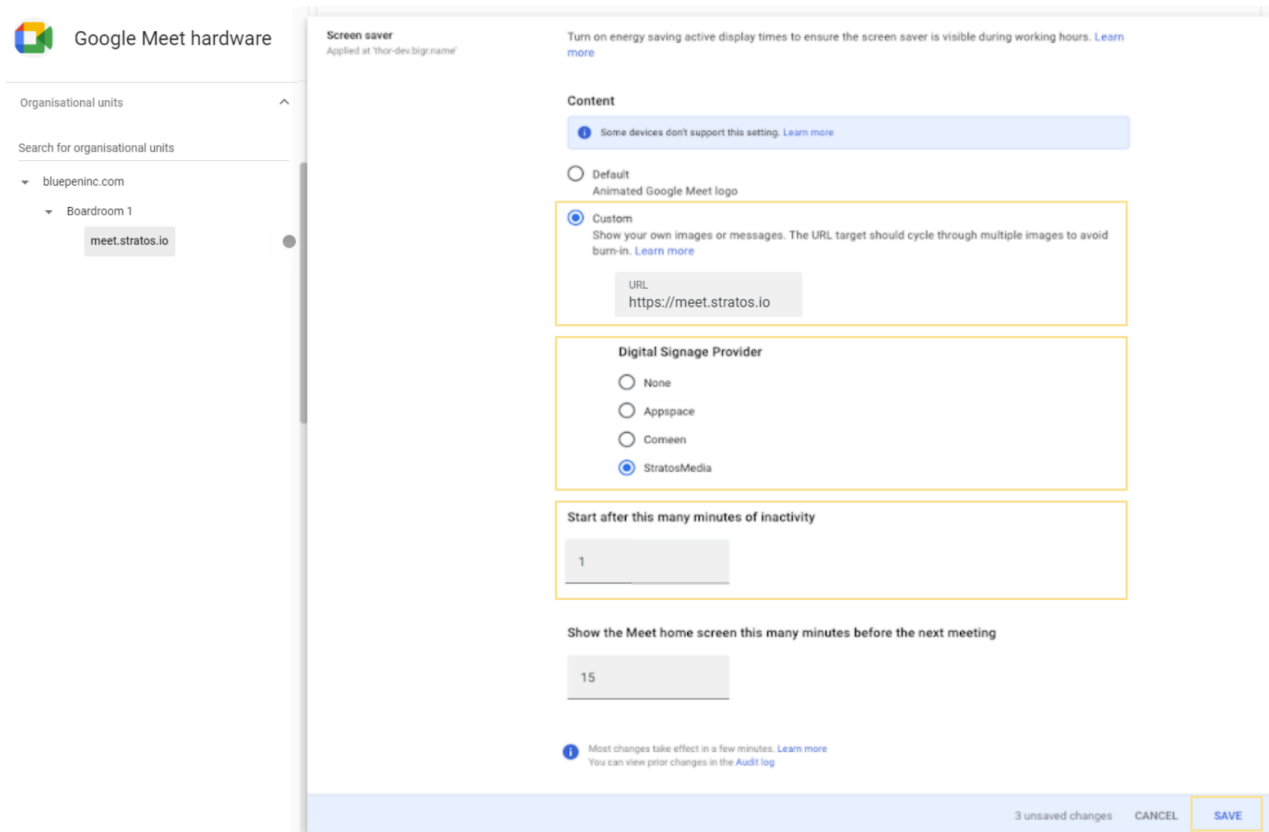 Google Meet hardware
Organisational units
Search for organisational units
bluepeninc.com
Boardroom 1
meet.stratos.io
Screen saver
Applied at 'thor-dev.bigr.name'
Turn on energy saving active display times to ensure the screen saver is visible during working hours. Learn
more
Content
Some devices don't support this setting. Learn more
Default
Animated Google Meet logo
Custom
Show your own images or messages. The URL target should cycle through multiple images to avoid
burn-in. Learn more
URL
https://meet.stratos.io
Digital Signage Provider
None
Appspace
Comeen
StratosMedia
Start after this many minutes of inactivity
1
Show the Meet home screen this many minutes before the next meeting
15
Most changes take effect in a few minutes. Learn more
You can view prior changes in the Audit log
3 unsaved changes CANCEL SAVE